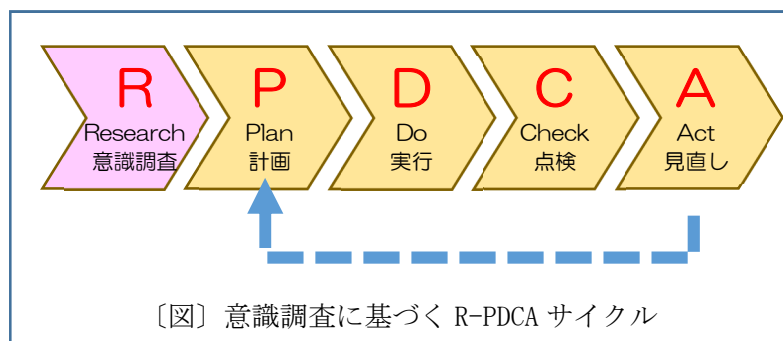 R P D C A
Research Plan Do Check Act
意識調査 計画 実行 点検 見直し
〔図〕意識調査に基づく R-PDCA サイクル